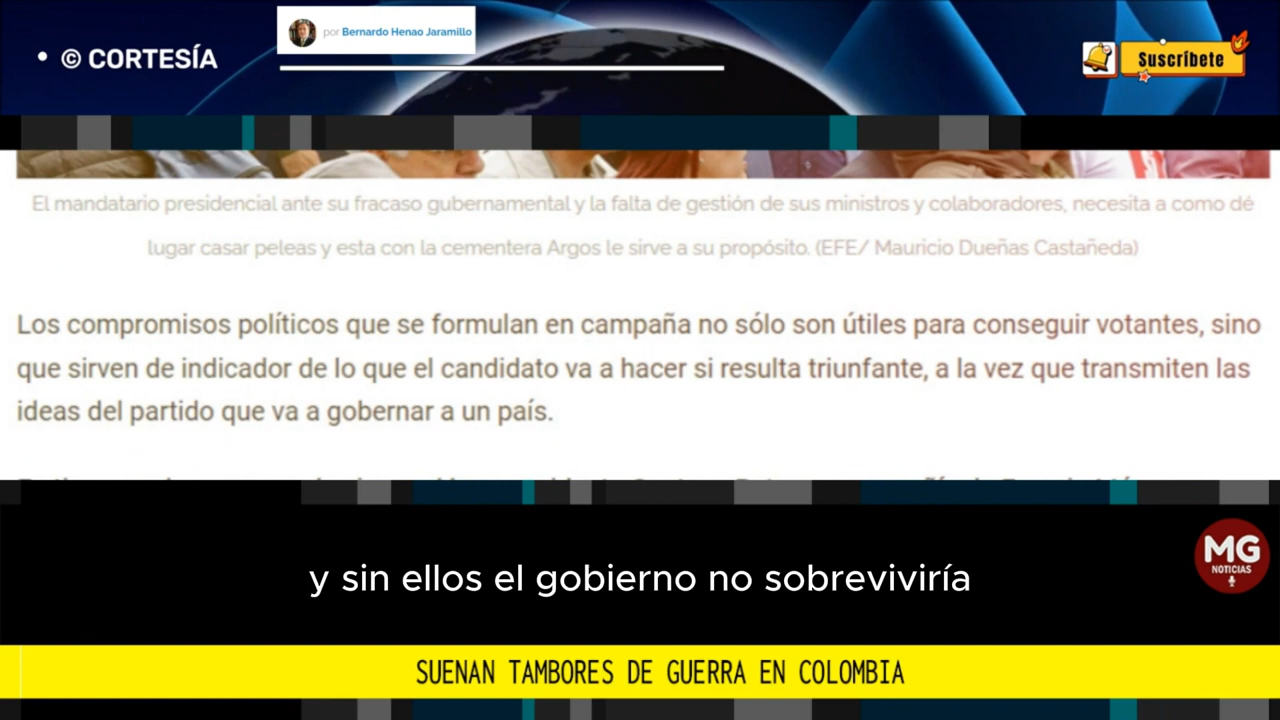 • © CORTESÍA
por Bernardo Henao Jaramillo
Suscríbete
El mandatario presidencial ante su fracaso gubernamental y la falta de gestión de sus ministros y colaboradores, necesita a como dé
lugar casar peleas y esta con la cementera Argos le sirve a su propósito. (EFE/ Mauricio Dueñas Castañeda)
Los compromisos políticos que se formulan en campaña no sólo son útiles para conseguir votantes, sino
que sirven de indicador de lo que el candidato va a hacer si resulta triunfante, a la vez que transmiten las
ideas del partido que va a gobernar a un país.
y sin ellos el gobierno no sobreviviría
MG
NOTICIAS
SUENAN TAMBORES DE GUERRA EN COLOMBIA